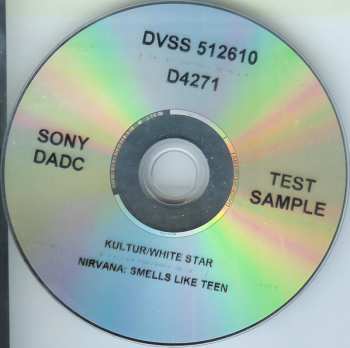 DVSS 512610
D4271
SONY
DADC
TEST
SAMPLE
KULTUR/WHITE STAR
NIRVANA: SMELLS LIKE TEEN